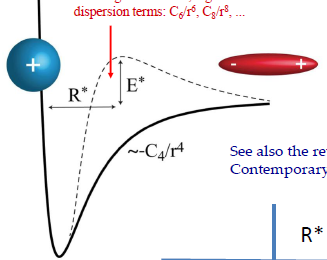 dispersion terms: C₆/r⁶, C₈/r⁸, ...
+
E*
R*
- +
~-C₄/r⁴
See also the re
Contemporary
R*